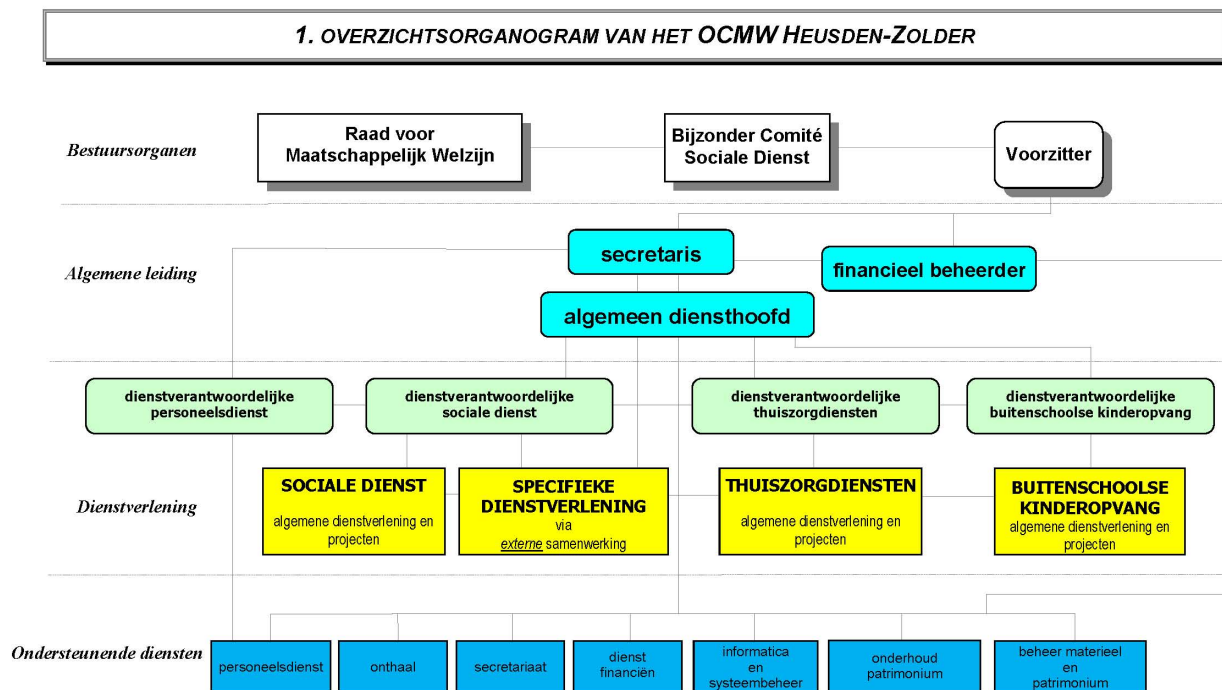 1. OVERZICHTSORGANOGRAM VAN HET OCMW HEUSDEN-ZOLDER
Bestuursorganen
Raad voor
Maatschappelijk Welzijn
Bijzonder Comité
Sociale Dienst
Voorzitter
Algemene leiding
secretaris
financieel beheerder
algemeen diensthoofd
dienstverantwoordelijke
personeelsdienst
dienstverantwoordelijke
sociale dienst
dienstverantwoordelijke
thuiszorgdiensten
dienstverantwoordelijke
buitenschoolse kinderopvang
Dienstverlening
SOCIALE DIENST
algemene dienstverlening en
projecten
SPECIFIEKE
DIENSTVERLENING
via
externe samenwerking
THUISZORGDIENSTEN
algemene dienstverlening en
projecten
BUITENSCHOOLSE
KINDEROPVANG
algemene dienstverlening en
projecten
Ondersteunende diensten
personeelsdienst
onthaal
secretariaat
dienst
financiën
informatica
en
systeembeheer
onderhoud
patrimonium
beheer materieel
en
patrimonium